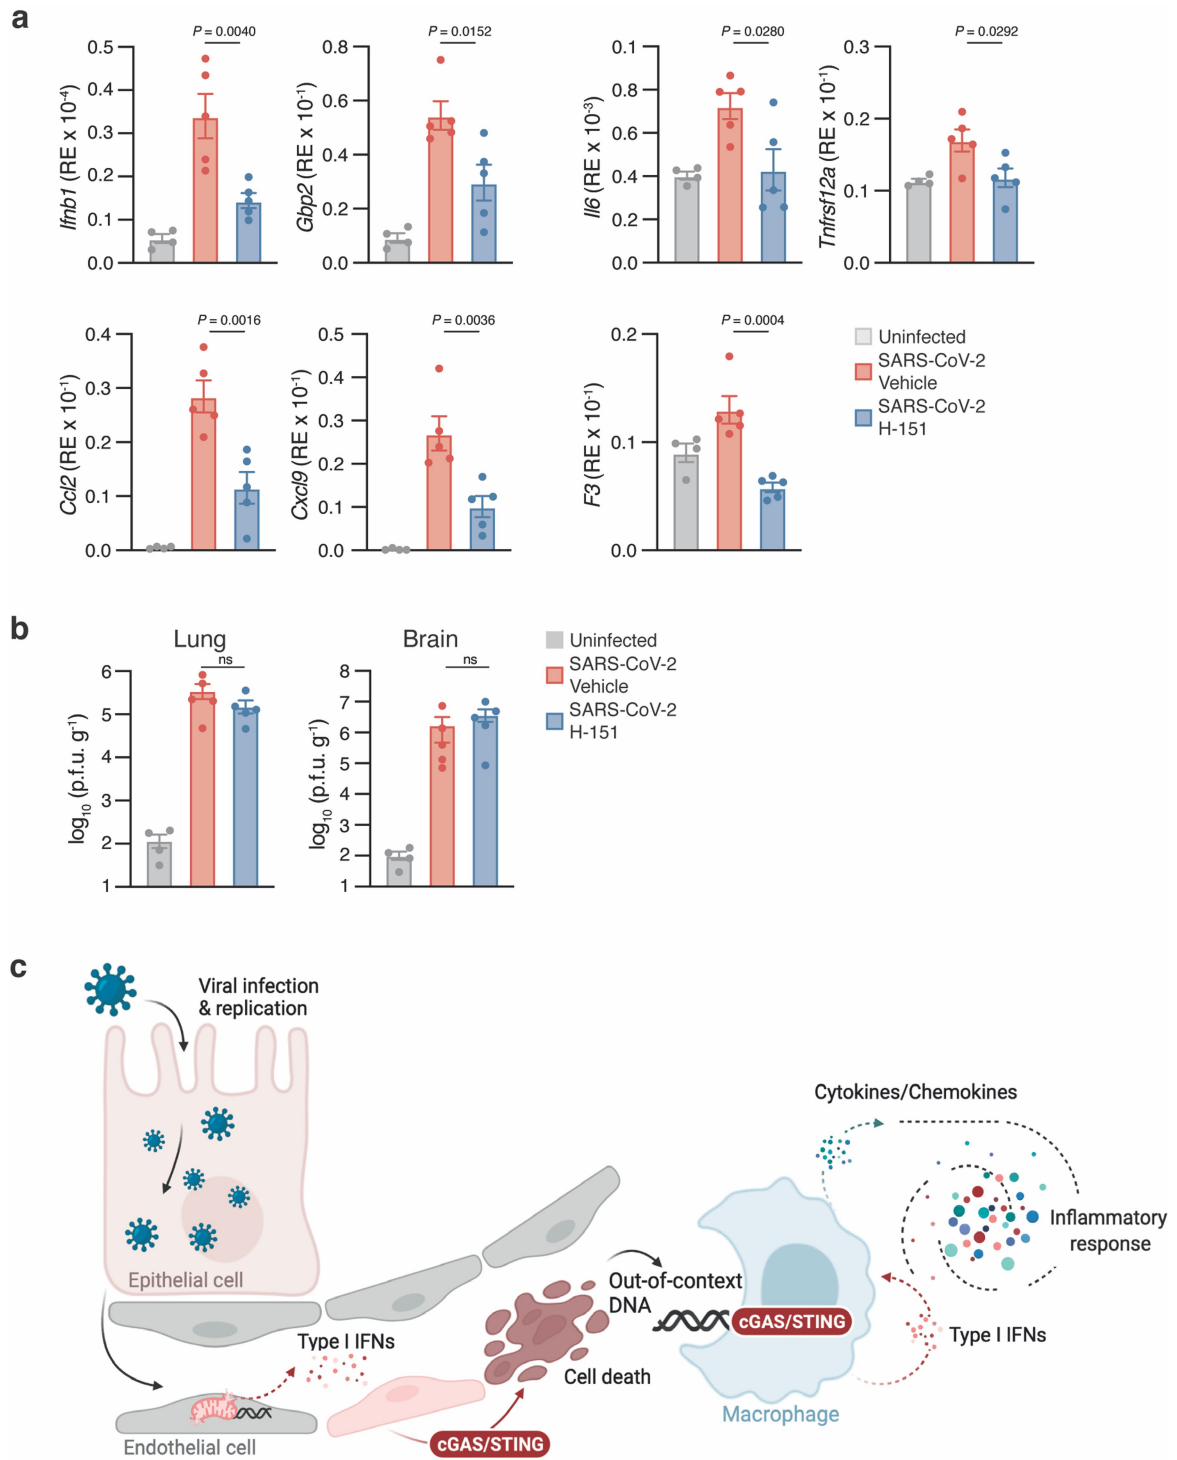 a
P = 0.0040
Ifnb1 (RE x 10-4)
0.5
0.4
0.3
0.2
0.1
0.0
P = 0.0152
Gbp2 (RE x 10-1)
0.8
0.6
0.4
0.2
0.0
P = 0.0280
Il6 (RE x 10-3)
0.1
0.8
0.6
0.4
0.2
0.0
P = 0.0292
Tnfrsf12a (RE x 10-1)
0.3
0.2
0.1
0.0
P = 0.0016
Ccl2 (RE x 10-1)
0.4
0.3
0.2
0.1
0.0
P = 0.0036
Cxcl9 (RE x 10-1)
0.5
0.4
0.3
0.2
0.1
0.0
P = 0.0004
F3 (RE x 10-1)
0.2
0.1
0.0
Uninfected
SARS-CoV-2
Vehicle
SARS-CoV-2
H-151
b
Lung
ns
log10 (p.f.u. g-1)
6
5
4
3
2
1
Brain
ns
log10 (p.f.u. g-1)
8
7
6
5
4
3
2
1
Uninfected
SARS-CoV-2
Vehicle
SARS-CoV-2
H-151
c
Viral infection
& replication
Epithelial cell
Type I IFNs
Endothelial cell
cGAS/STING
Cell death
Out-of-context
DNA
cGAS/STING
Macrophage
Cytokines/Chemokines
Inflammatory
response
Type I IFNs